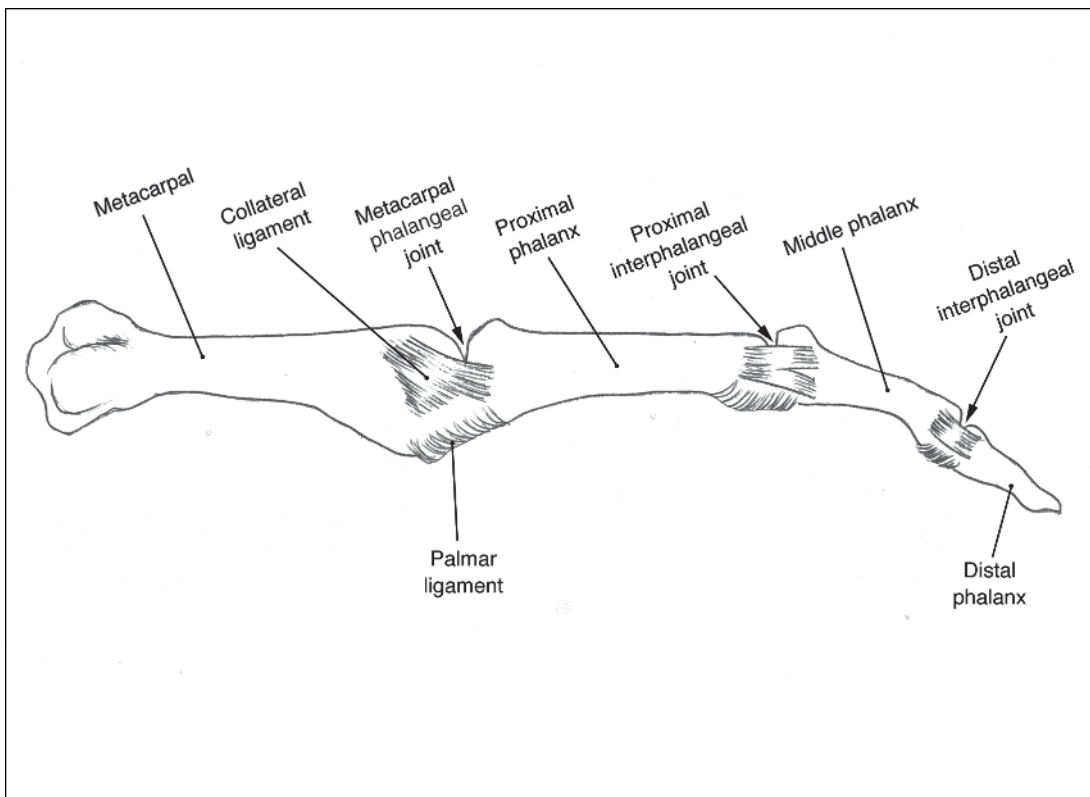 Metacarpal
Collateral
ligament
Metacarpal
phalangeal
joint
Proximal
phalanx
Proximal
interphalangeal
joint
Middle phalanx
Distal
interphalangeal
joint
Palmar
ligament
Distal
phalanx